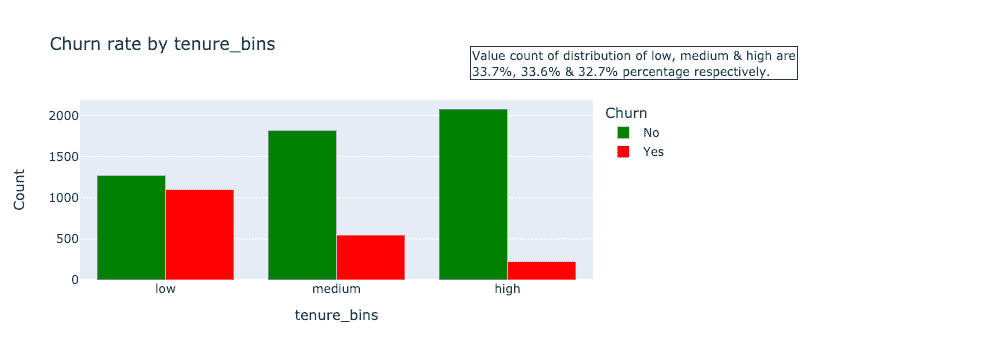 Churn rate by tenure_bins
Value count of distribution of low, medium & high are
33.7%, 33.6% & 32.7% percentage respectively.
Churn
No
Yes
Count
2000
1500
1000
500
0
low medium high
tenure_bins